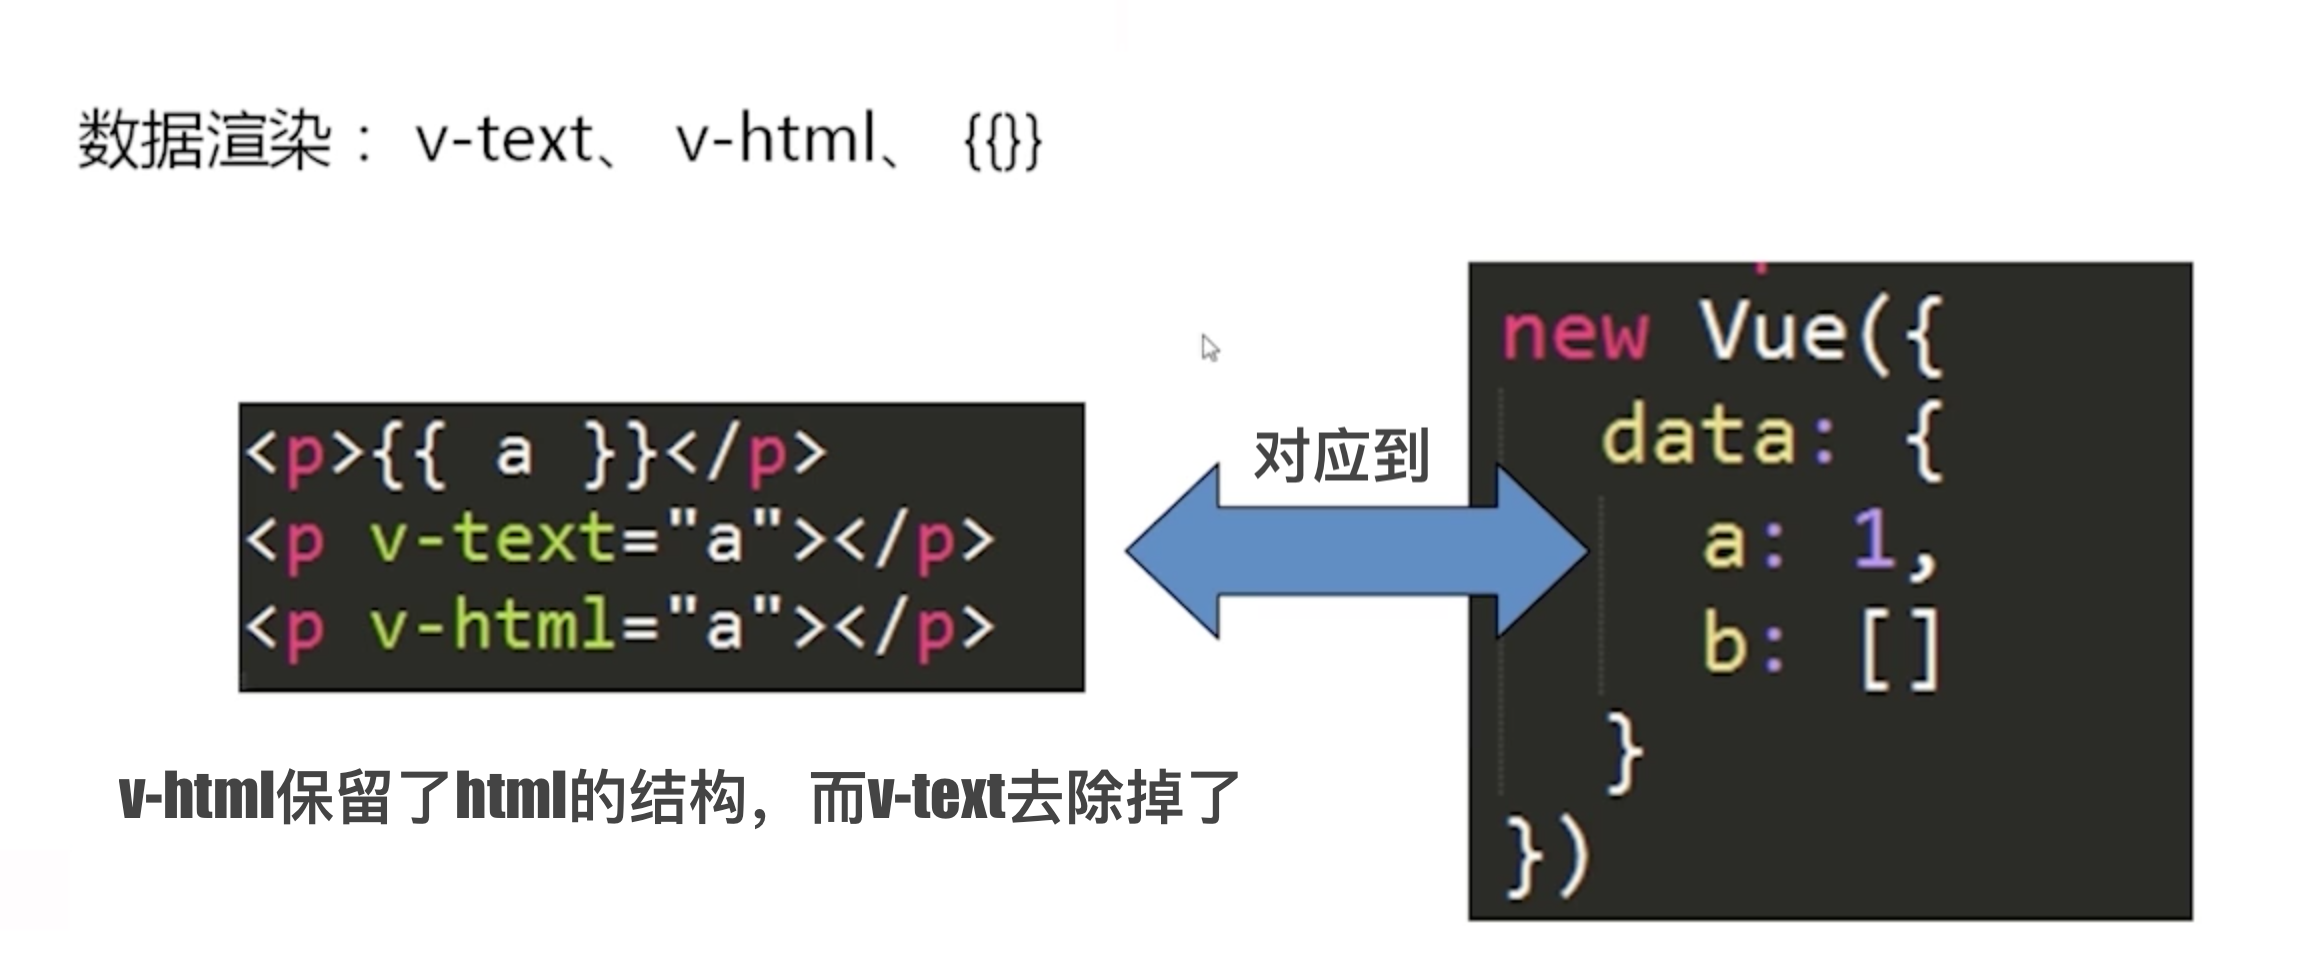 数据渲染： v-text、 v-html、 {{}}
<p>{{ a }}</p>
<p v-text="a"></p>
<p v-html="a"></p>
v-html保留了html的结构，而v-text去除掉了
对应到
new Vue({
data: {
a: 1,
b: []
}
})